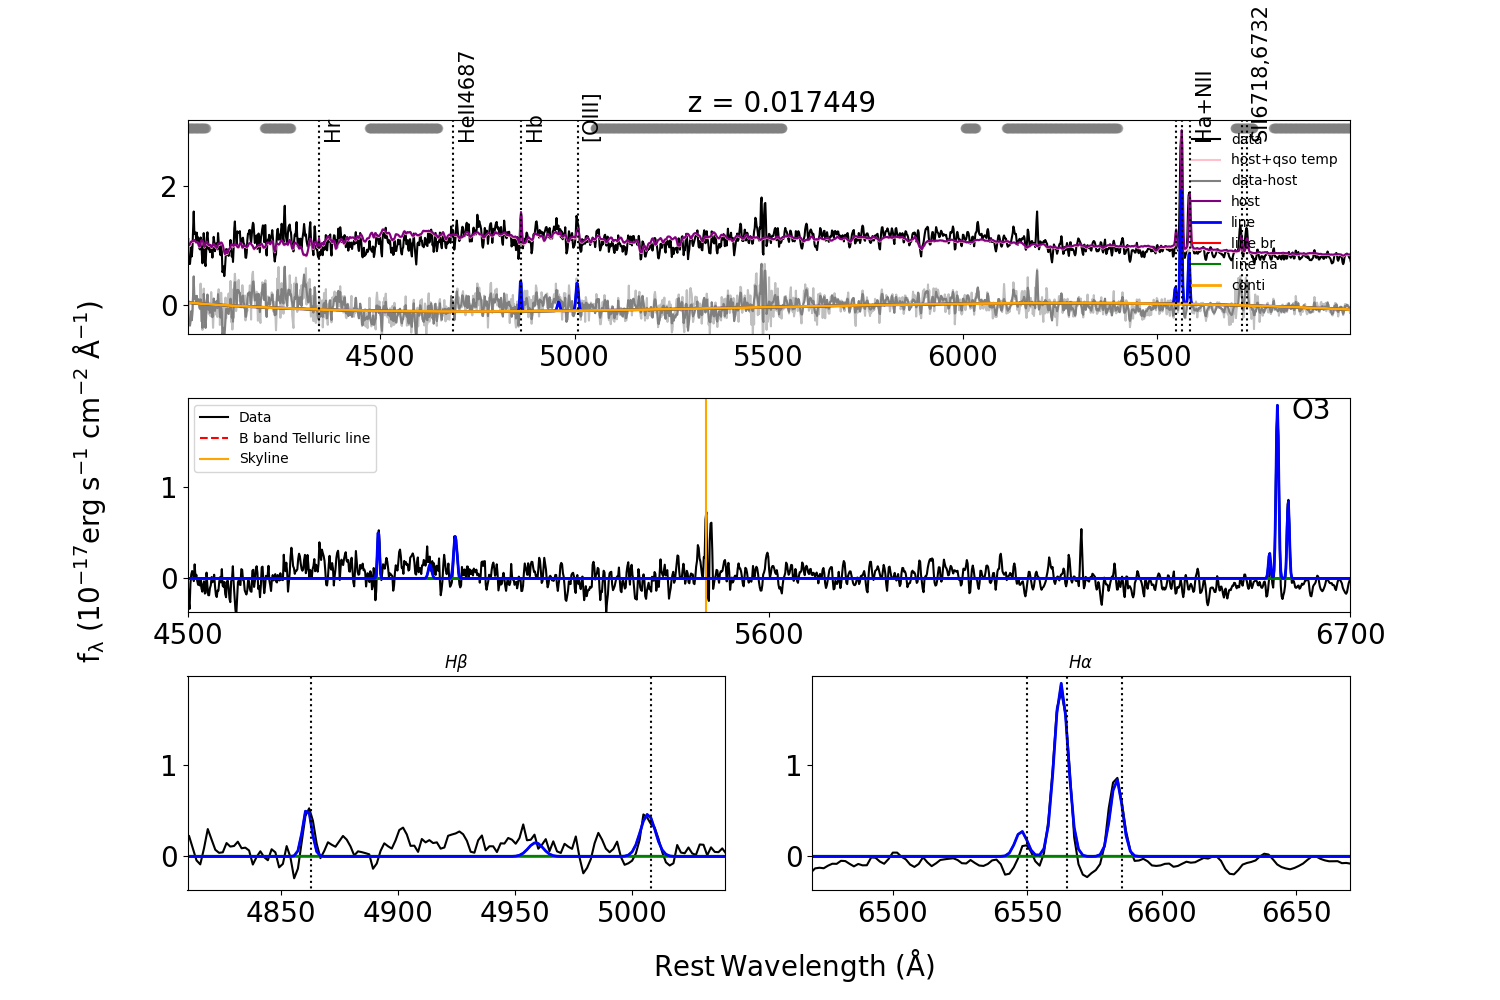 z = 0.017449
Hr
HeII4687
Hb
[OIII]
Ha+NII
SII6718,6732
data
host+qso temp
data-host
host
line
line br
line na
conti
2
0
4500 5000 5500 6000 6500
Data
B band Telluric line
Skyline
O3
1
0
4500 5600 6700
fλ (10⁻¹⁷erg s⁻¹ cm⁻² Å⁻¹)
Hβ
1
0
4850 4900 4950 5000
Hα
1
0
6500 6550 6600 6650
Rest Wavelength (Å)